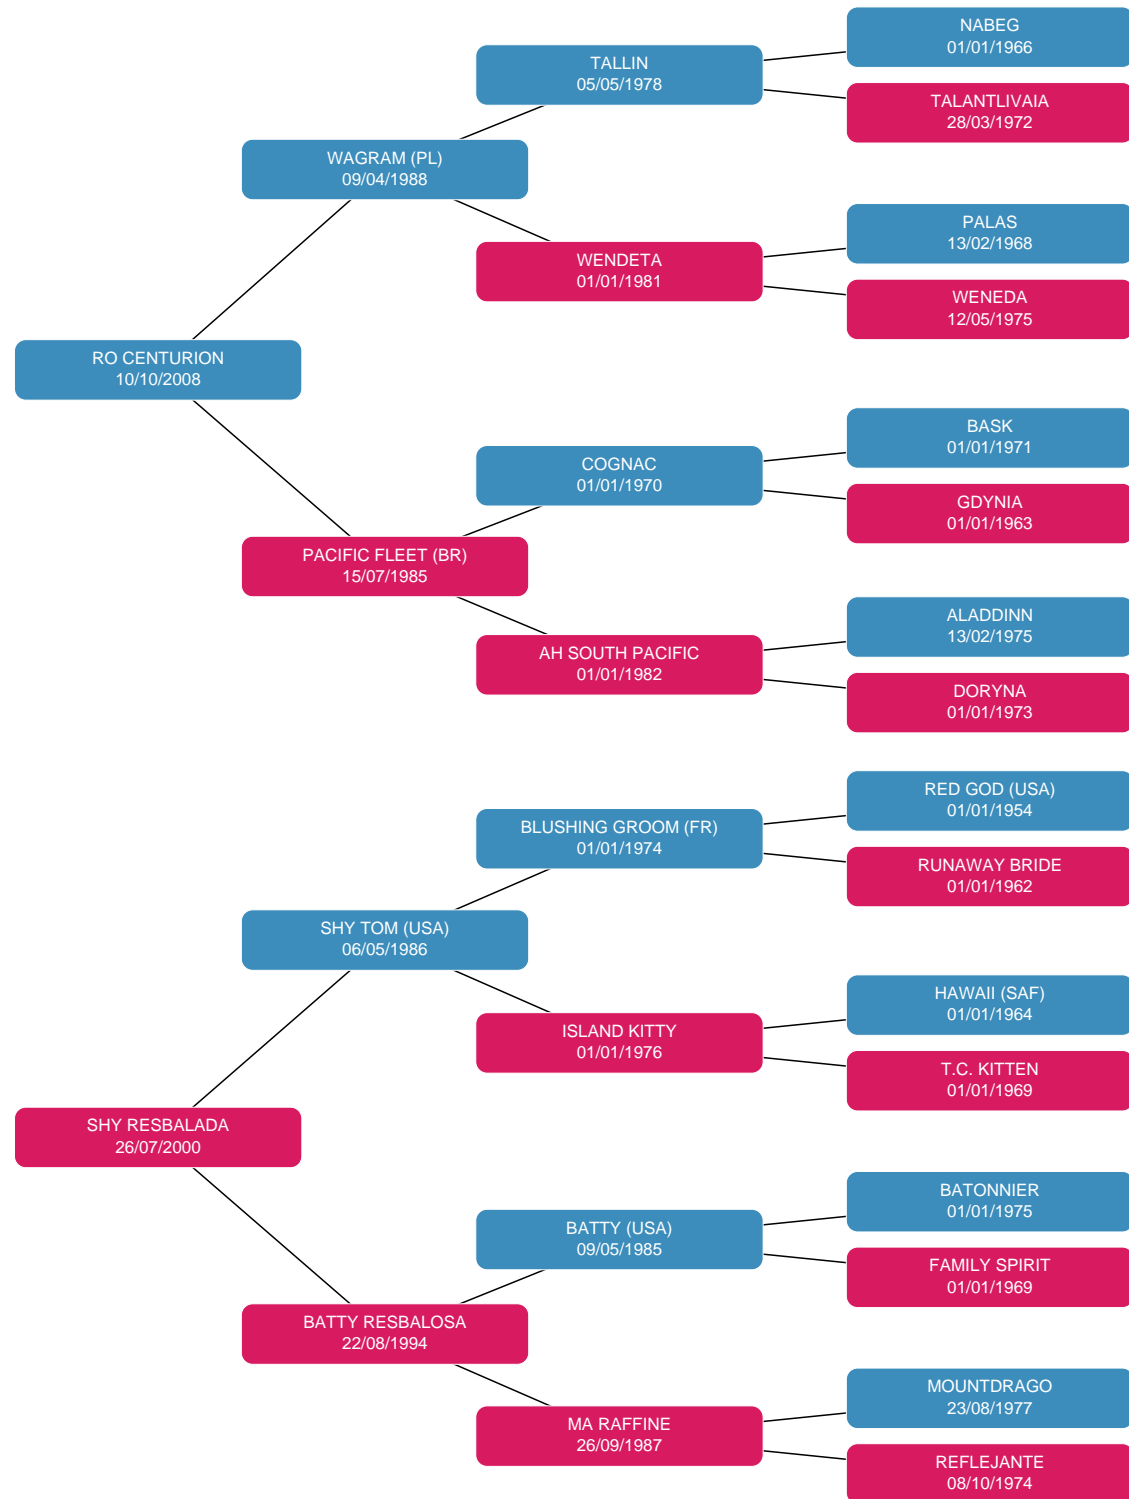 NABEG
01/01/1966
TALLIN
05/05/1978
TALANTLIVAIA
28/03/1972
WAGRAM (PL)
09/04/1988
PALAS
13/02/1968
WENDETA
01/01/1981
WENEDA
12/05/1975
RO CENTURION
10/10/2008
BASK
01/01/1971
COGNAC
01/01/1970
GDYNIA
01/01/1963
PACIFIC FLEET (BR)
15/07/1985
ALADDINN
13/02/1975
AH SOUTH PACIFIC
01/01/1982
DORYNA
01/01/1973
RED GOD (USA)
01/01/1954
BLUSHING GROOM (FR)
01/01/1974
RUNAWAY BRIDE
01/01/1962
SHY TOM (USA)
06/05/1986
HAWAII (SAF)
01/01/1964
ISLAND KITTY
01/01/1976
T.C. KITTEN
01/01/1969
SHY RESBALADA
26/07/2000
BATONNIER
01/01/1975
BATTY (USA)
09/05/1985
FAMILY SPIRIT
01/01/1969
BATTY RESBALOSA
22/08/1994
MOUNTDRAGO
23/08/1977
MA RAFFINE
26/09/1987
REFLEJANTE
08/10/1974